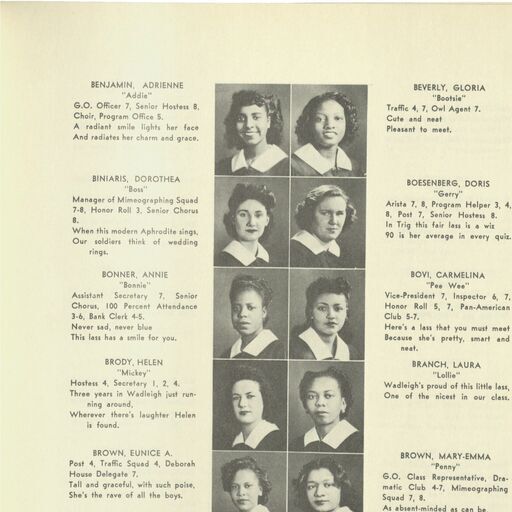 BENJAMIN, ADRIENNE
"Addie"
G.O. Officer 7, Senior Hostess 8,
Choir, Program Office 5.
A radiant smile lights her face
And radiates her charm and grace.
BINIARIS, DOROTHEA
"Boss"
Manager of Mimeographing Squad
7-8, Honor Roll 3, Senior Chorus
8.
When this modern Aphrodite sings,
Our soldiers think of wedding
rings.
BONNER, ANNIE
"Bonnie"
Assistant Secretary 7, Senior
Chorus, 100 Percent Attendance
3-6, Bank Clerk 4-5.
Never sad, never blue
This lass has a smile for you.
BRODY, HELEN
"Mickey"
Hostess 4, Secretary 1, 2, 4.
Three years in Wadleigh just run-
ning around,
Wherever there's laughter Helen
is found.
BROWN, EUNICE A.
Post 4, Traffic Squad 4, Deborah
House Delegate 7,
Tall and graceful, with such poise,
She's the rave of all the boys.
BEVERLY, GLORIA
"Bootsie"
Traffic 4, 7, Owl Agent 7.
Cute and neat
Pleasant to meet.
BOESENBERG, DORIS
"Gerry"
Arista 7, 8, Program Helper 3, 4,
8, Post 7, Senior Hostess 8.
In Trig this fair lass is a wiz
90 is her average in every quiz.
BOVI, CARMELINA
"Pee Wee"
Vice-President 7, Inspector 6, 7,
Honor Roll 5, 7, Pan-American
Club 5-7.
Here's a lass that you must meet
Because she's pretty, smart and
neat.
BRANCH, LAURA
"Lollie"
Wadleigh's proud of this little lass,
One of the nicest in our class.
BROWN, MARY-EMMA
"Penny"
G.O. Class Representative, Dra-
matic Club 4-7, Mimeographing
Squad 7, 8.
As absent-minded as can be,